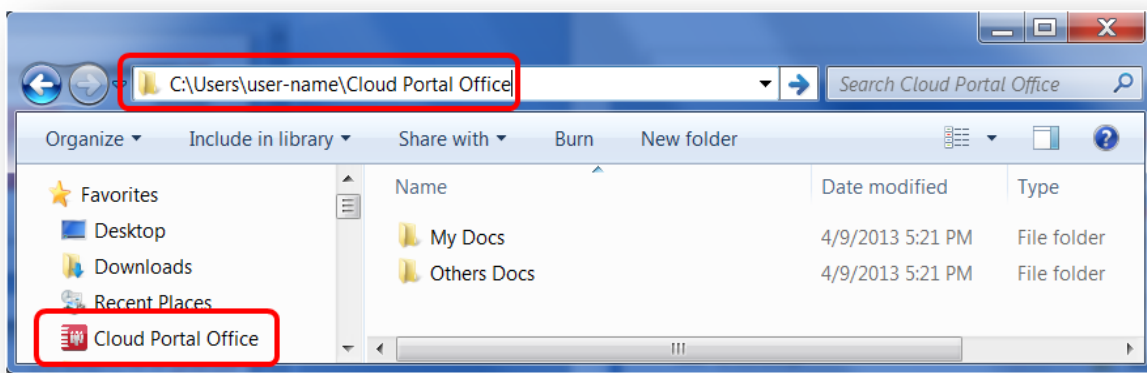 C:\Users\user-name\Cloud Portal Office
Search Cloud Portal Office
Organize Include in library Share with Burn New folder
Favorites
Desktop
Downloads
Recent Places
Cloud Portal Office
Name Date modified Type
My Docs 4/9/2013 5:21 PM File folder
Others Docs 4/9/2013 5:21 PM File folder